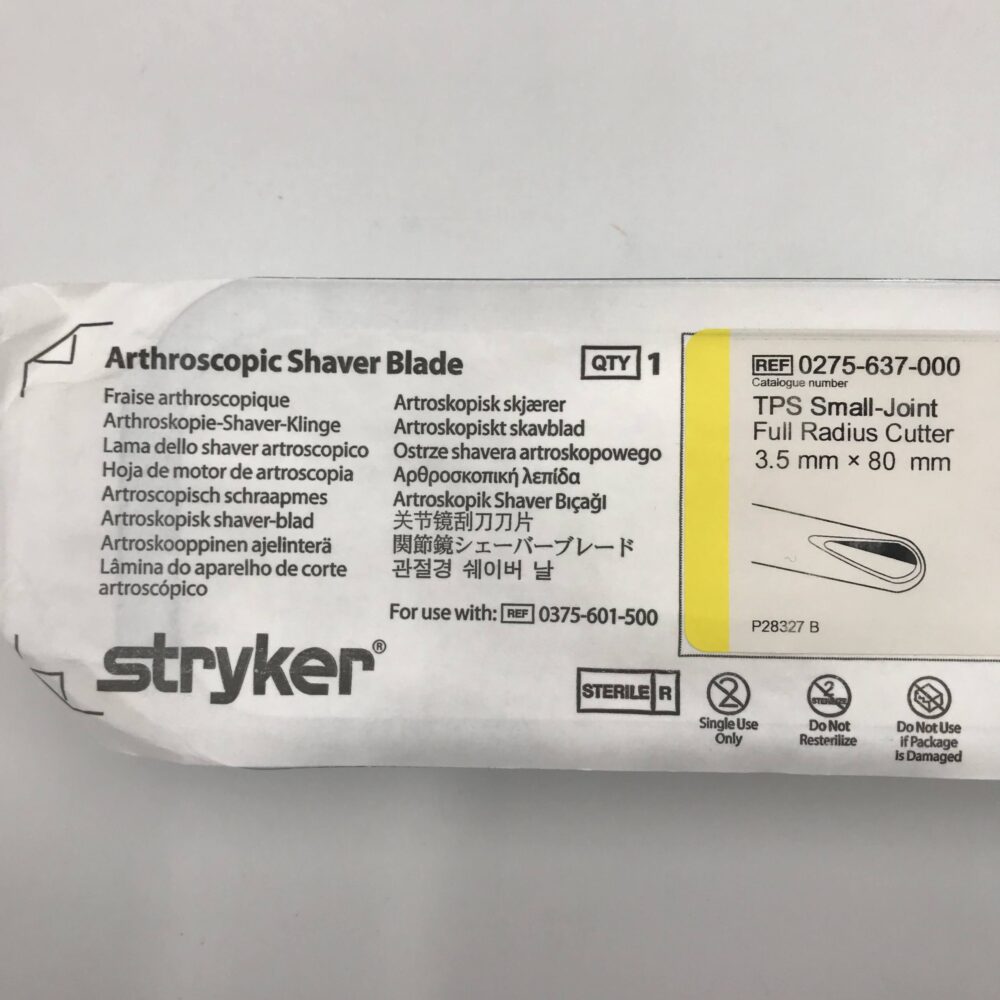 Arthroscopic Shaver Blade
QTY 1
Fraise arthroscopique
Arthroskopie-Shaver-Klinge
Lama dello shaver artroscopico
Hoja de motor de artroscopia
Artroscopisch schraapmes
Artroskopisk shaver-blad
Artroskooppinen ajelinterä
Lâmina do aparelho de corte
artroscópico
Artroskopisk skjærer
Artroskopiskt skavblad
Ostrze shavera artroskopowego
Αρθροσκοπική λεπίδα
Artroskopik Shaver Bıçağı
关节镜刮刀刀片
関節鏡シェーバーブレード
관절경 쉐이버 날
For use with: REF 0375-601-500
stryker®
REF 0275-637-000
Catalogue number
TPS Small-Joint
Full Radius Cutter
3.5 mm × 80 mm
P28327 B
STERILE R
2
Single Use
Only
2
STERILIZE
Do Not
Resterilize
Do Not Use
if Package
is Damaged